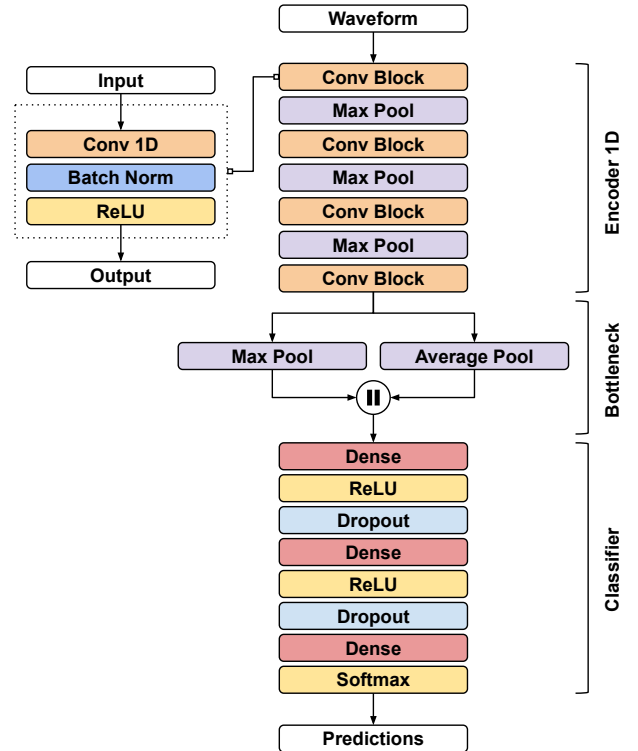 Waveform
Input
Conv 1D
Batch Norm
ReLU
Output
Conv Block
Max Pool
Conv Block
Max Pool
Conv Block
Max Pool
Conv Block
Encoder 1D
Max Pool
Average Pool
Bottleneck
Dense
ReLU
Dropout
Dense
ReLU
Dropout
Dense
Softmax
Classifier
Predictions